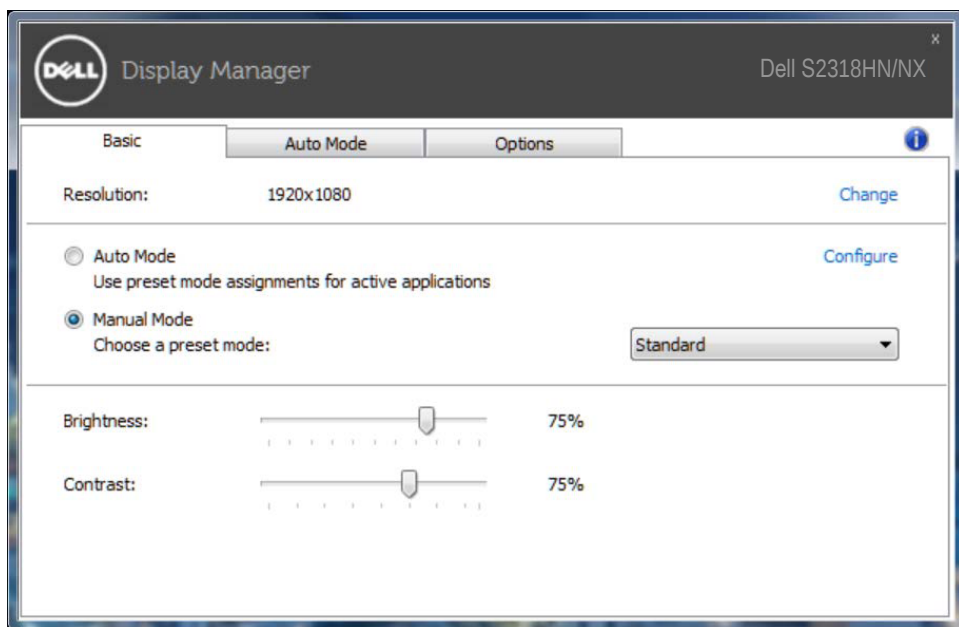 DELL Display Manager
Dell S2318HN/NX
x
Basic Auto Mode Options i
Resolution: 1920x1080 Change
Auto Mode Configure
Use preset mode assignments for active applications
Manual Mode
Choose a preset mode: Standard
Brightness: 75%
Contrast: 75%